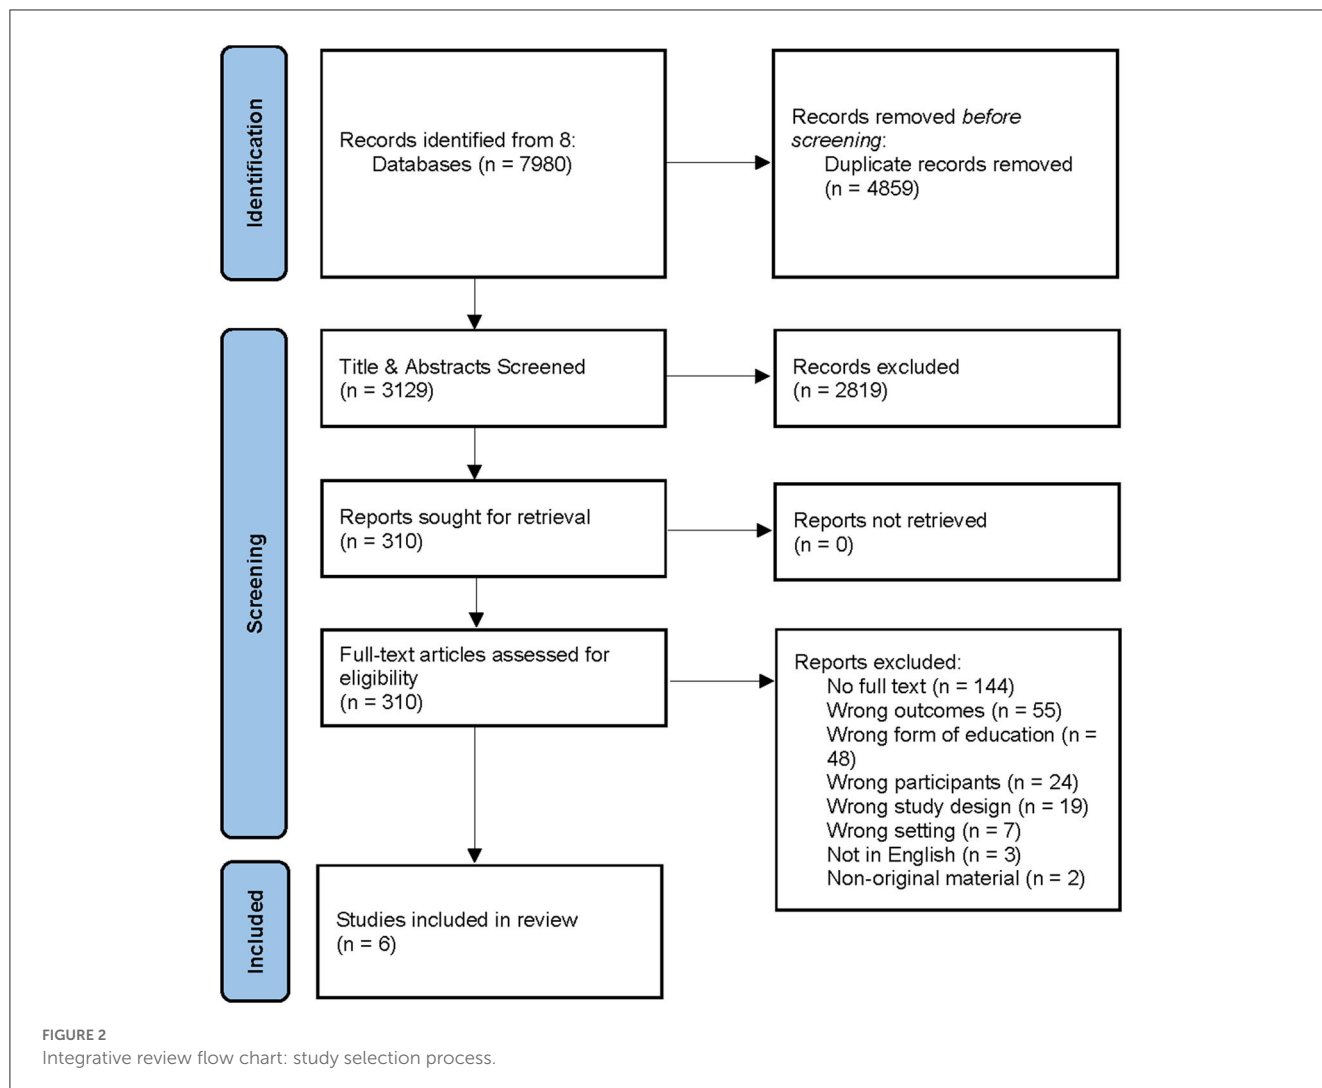 Identification
Records identified from 8:
Databases (n = 7980)
Records removed before
screening:
Duplicate records removed
(n = 4859)
Screening
Title & Abstracts Screened
(n = 3129)
Records excluded
(n = 2819)
Reports sought for retrieval
(n = 310)
Reports not retrieved
(n = 0)
Full-text articles assessed for
eligibility
(n = 310)
Reports excluded:
No full text (n = 144)
Wrong outcomes (n = 55)
Wrong form of education (n =
48)
Wrong participants (n = 24)
Wrong study design (n = 19)
Wrong setting (n = 7)
Not in English (n = 3)
Non-original material (n = 2)
Included
Studies included in review
(n = 6)
FIGURE 2
Integrative review flow chart: study selection process.